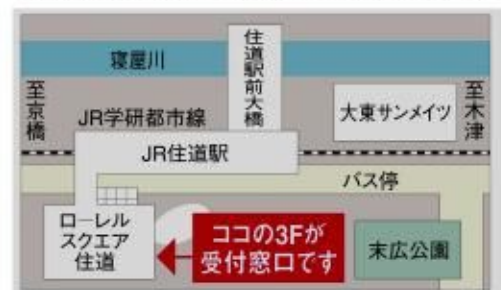 寝屋川
住道駅前大橋
至京橋
至木津
JR学研都市線
大東サンメイツ
JR住道駅
バス停
ローレル
スクエア
住道
ココの3Fが
受付窓口です
末広公園